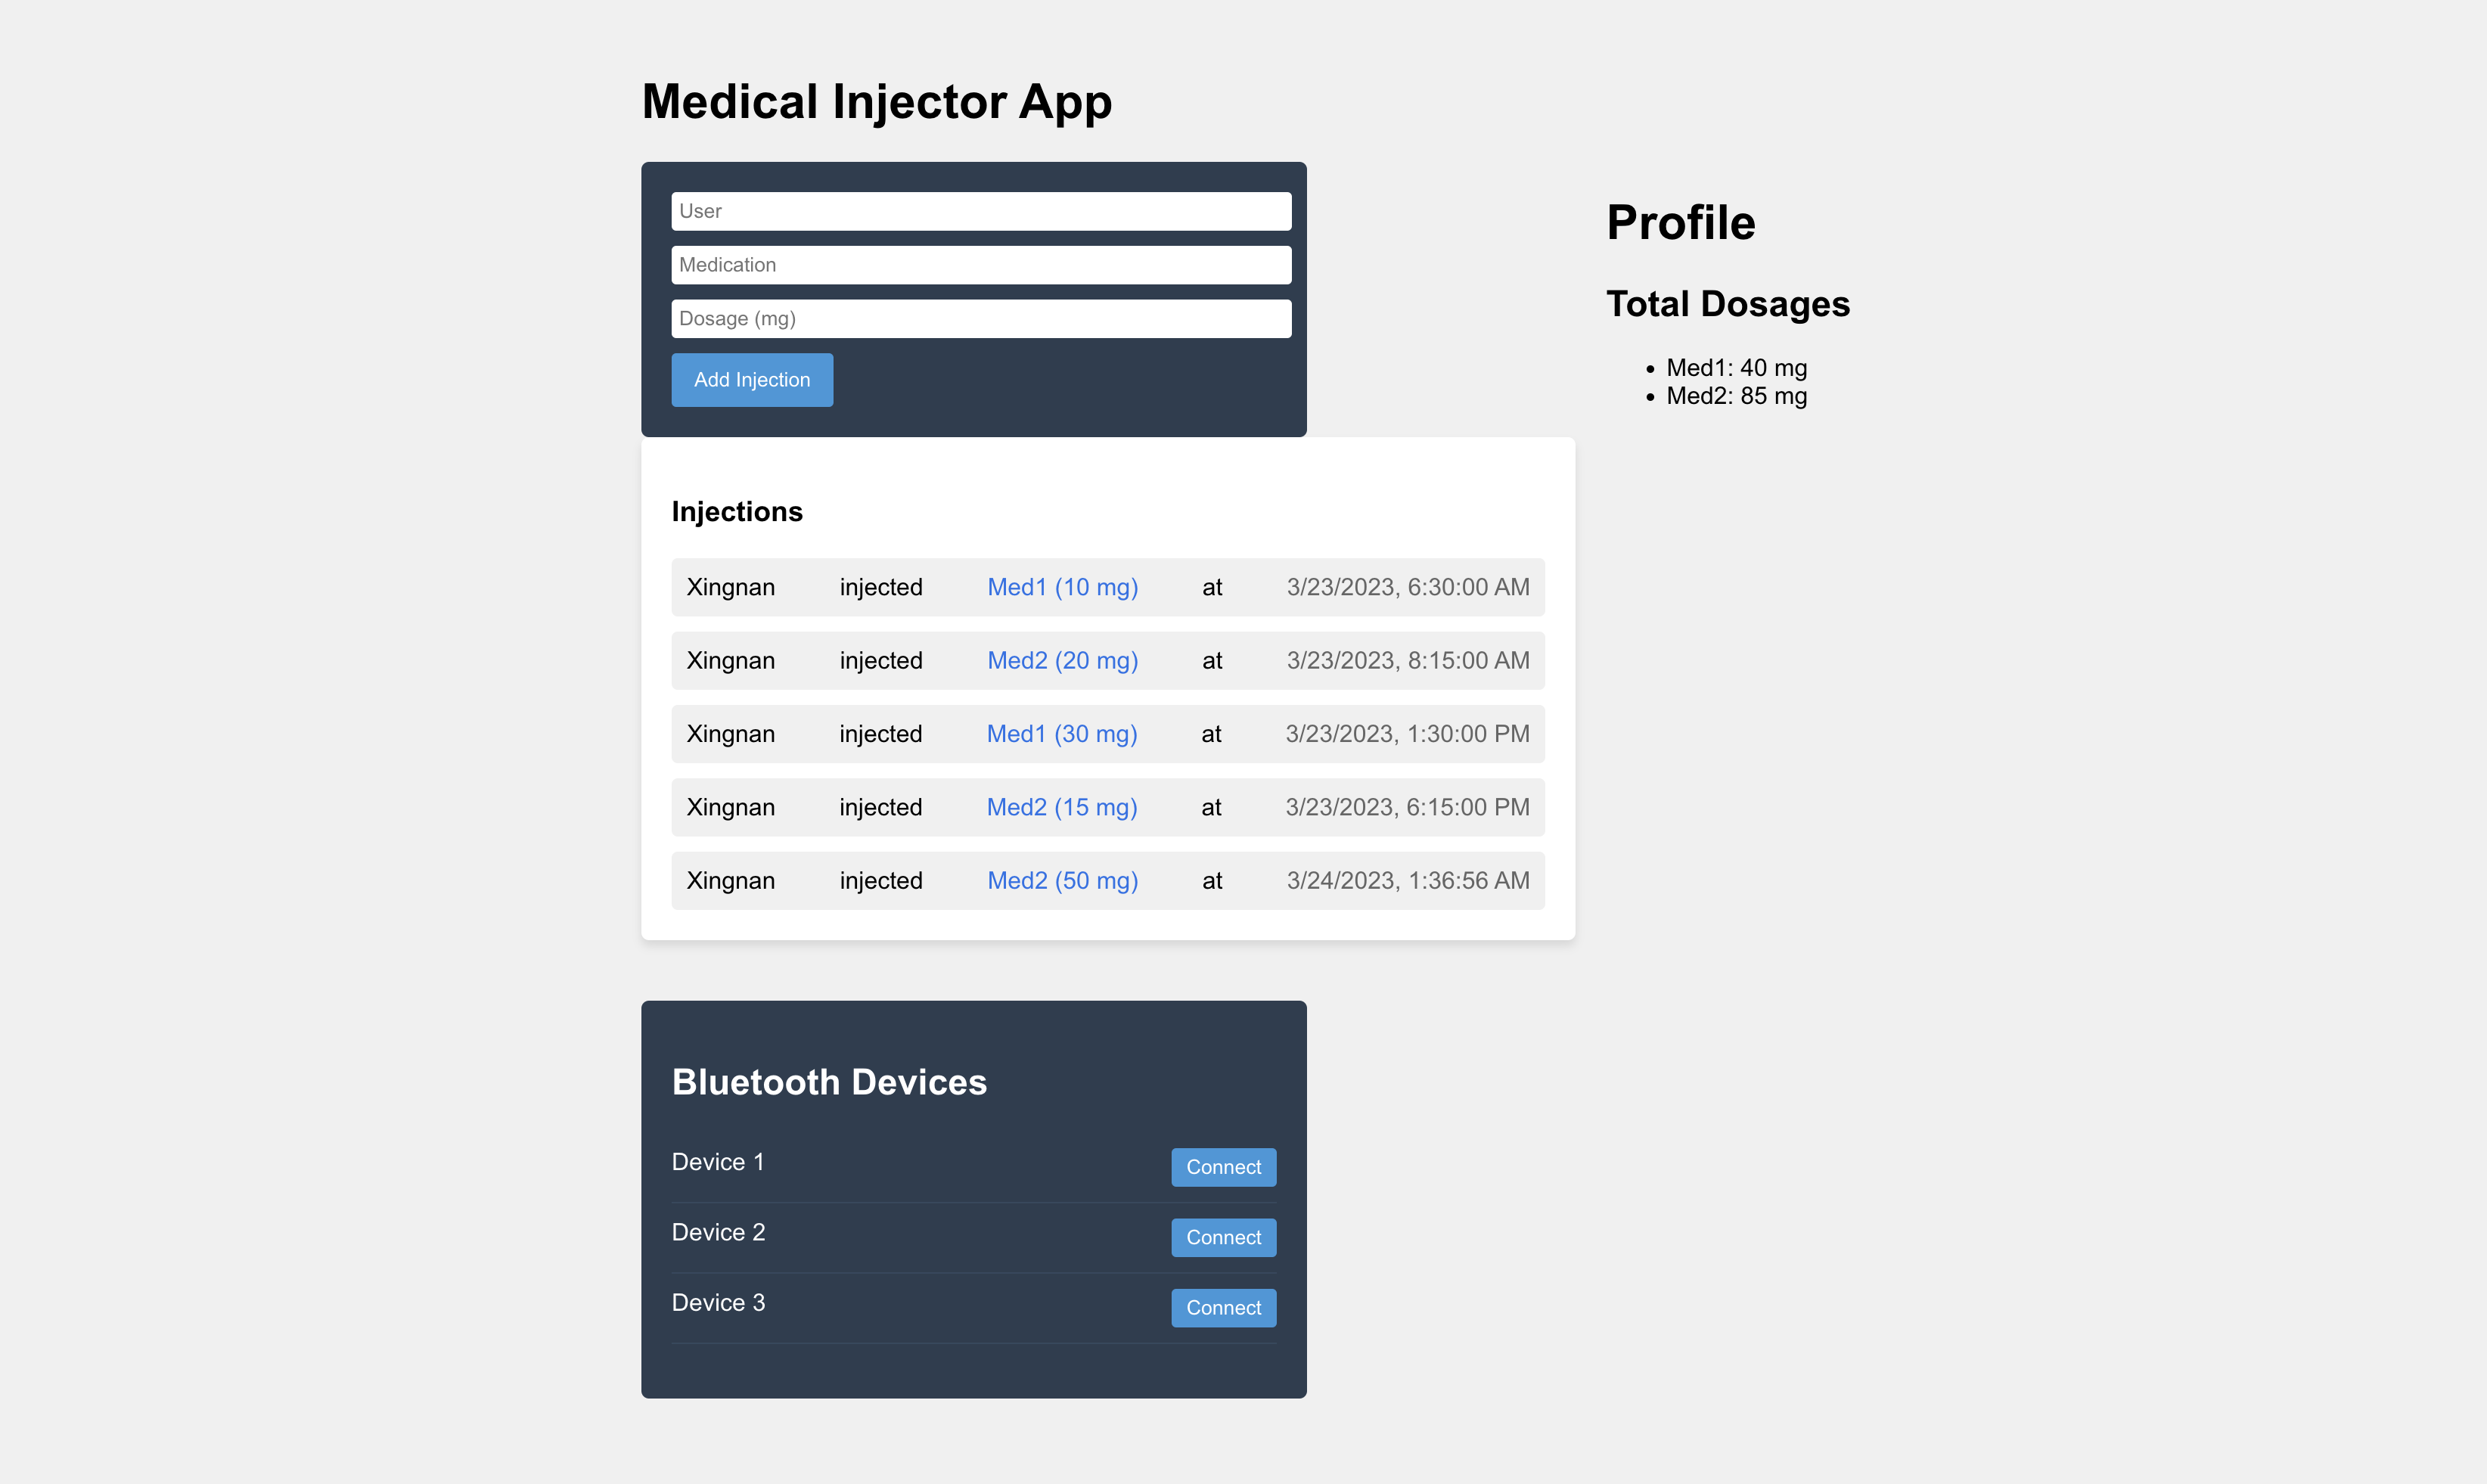 Medical Injector App
User
Medication
Dosage (mg)
Add Injection
Profile
Total Dosages
Med1: 40 mg
Med2: 85 mg
Injections
Xingnan injected Med1 (10 mg) at 3/23/2023, 6:30:00 AM
Xingnan injected Med2 (20 mg) at 3/23/2023, 8:15:00 AM
Xingnan injected Med1 (30 mg) at 3/23/2023, 1:30:00 PM
Xingnan injected Med2 (15 mg) at 3/23/2023, 6:15:00 PM
Xingnan injected Med2 (50 mg) at 3/24/2023, 1:36:56 AM
Bluetooth Devices
Device 1 Connect
Device 2 Connect
Device 3 Connect